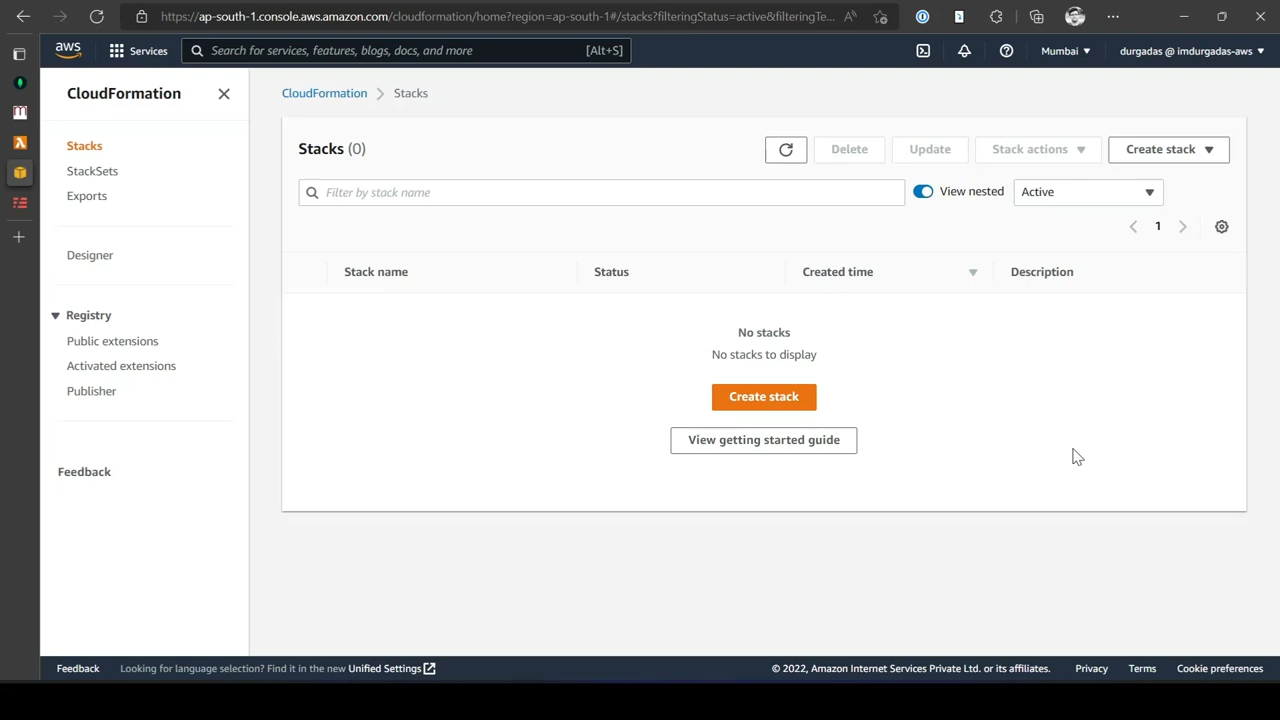 https://ap-south-1.console.aws.amazon.com/cloudformation/home?region=ap-south-1#/stacks?filteringStatus=active&filteringTe...
aws Services Search for services, features, blogs, docs, and more [Alt+S] Mumbai durgadas @ imdurgadas-aws
CloudFormation
Stacks
StackSets
Exports
Designer
Registry
Public extensions
Activated extensions
Publisher
Feedback
CloudFormation Stacks
Stacks (0) Delete Update Stack actions Create stack
Filter by stack name View nested Active
1
Stack name Status Created time Description
No stacks
No stacks to display
Create stack
View getting started guide
Feedback Looking for language selection? Find it in the new Unified Settings © 2022, Amazon Internet Services Private Ltd. or its affiliates. Privacy Terms Cookie preferences